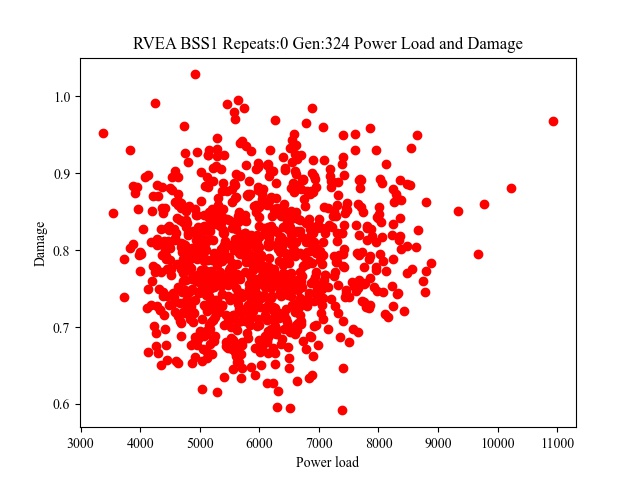 RVEA BSS1 Repeats:0 Gen:324 Power Load and Damage
1.0
0.9
0.8
0.7
0.6
Damage
3000 4000 5000 6000 7000 8000 9000 10000 11000
Power load